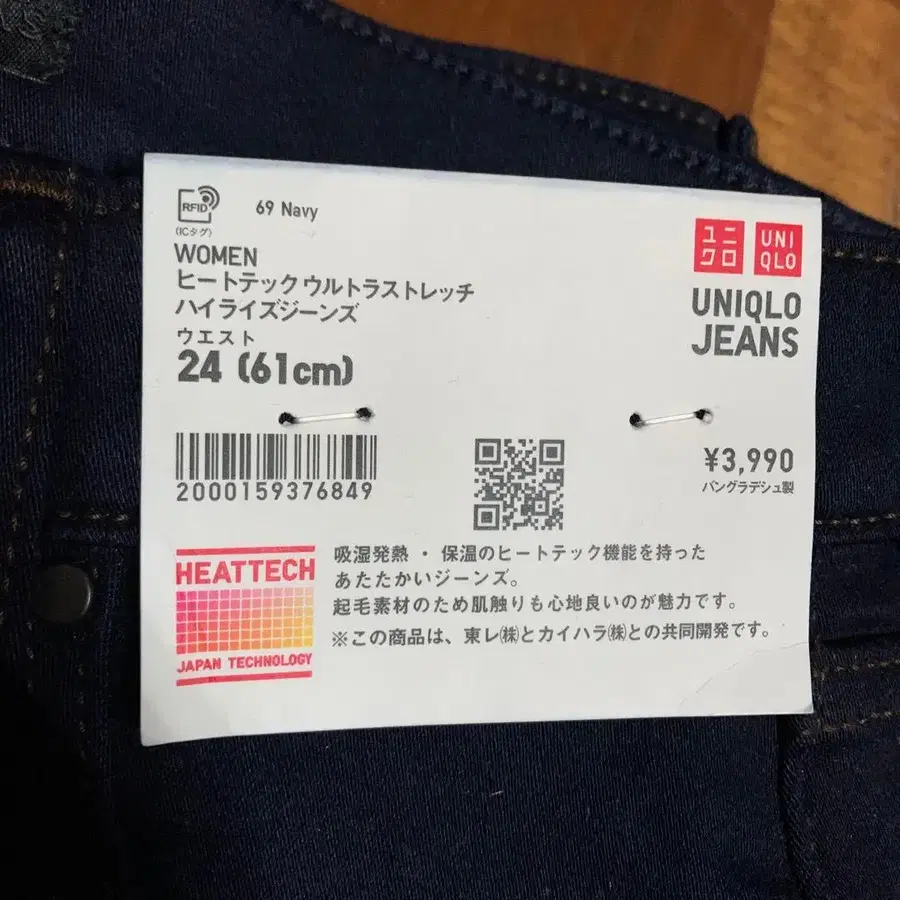 RFID
(ICタグ)
69 Navy
WOMEN
ヒートテック ウルトラストレッチ
ハイライズジーンズ
ウエスト
24 (61cm)
ユニ
クロ
UNI
QLO
UNIQLO
JEANS
2000159376849
¥3,990
バングラデシュ製
HEATTECH
JAPAN TECHNOLOGY
吸湿発熱・保温のヒートテック機能を持った
あたたかいジーンズ。
起毛素材のため肌触りも心地良いのが魅力です。
※この商品は、東レ㈱とカイハラ㈱との共同開発です。